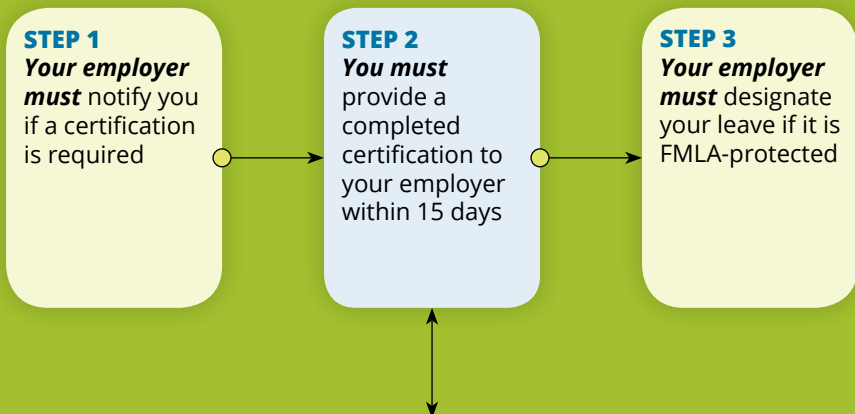 STEP 1
Your employer
must notify you
if a certification
is required
STEP 2
You must
provide a
completed
certification to
your employer
within 15 days
STEP 3
Your employer
must designate
your leave if it is
FMLA-protected